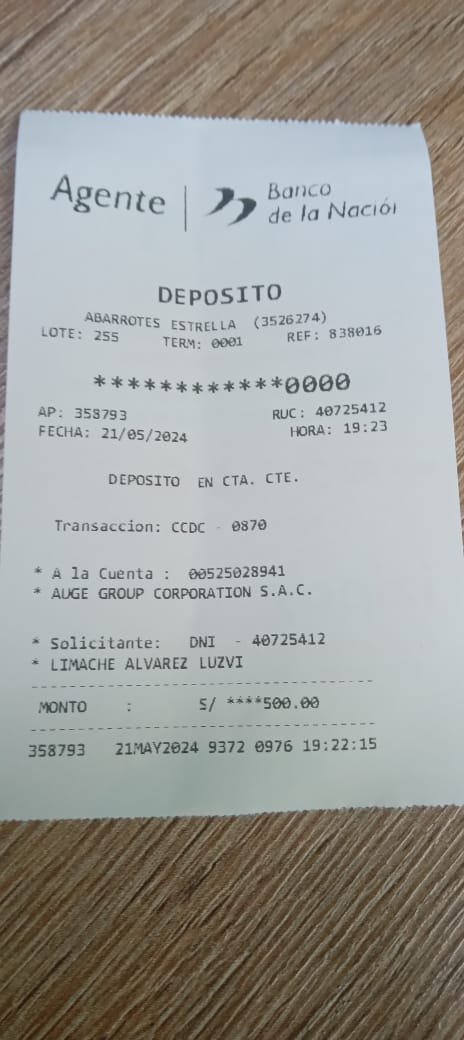 Agente | Banco
de la Nación
DEPOSITO
ABARROTES ESTRELLA (3526274)
LOTE: 255 TERM: 0001 REF: 838016
************0000
AP: 358793 RUC: 40725412
FECHA: 21/05/2024 HORA: 19:23
DEPOSITO EN CTA. CTE.
Transaccion: CCDC - 0870
* A la Cuenta : 00525028941
* AUGE GROUP CORPORATION S.A.C.
* Solicitante: DNI - 40725412
* LIMACHE ALVAREZ LUZVI
MONTO : S/ ****500.00
358793 21MAY2024 9372 0976 19:22:15